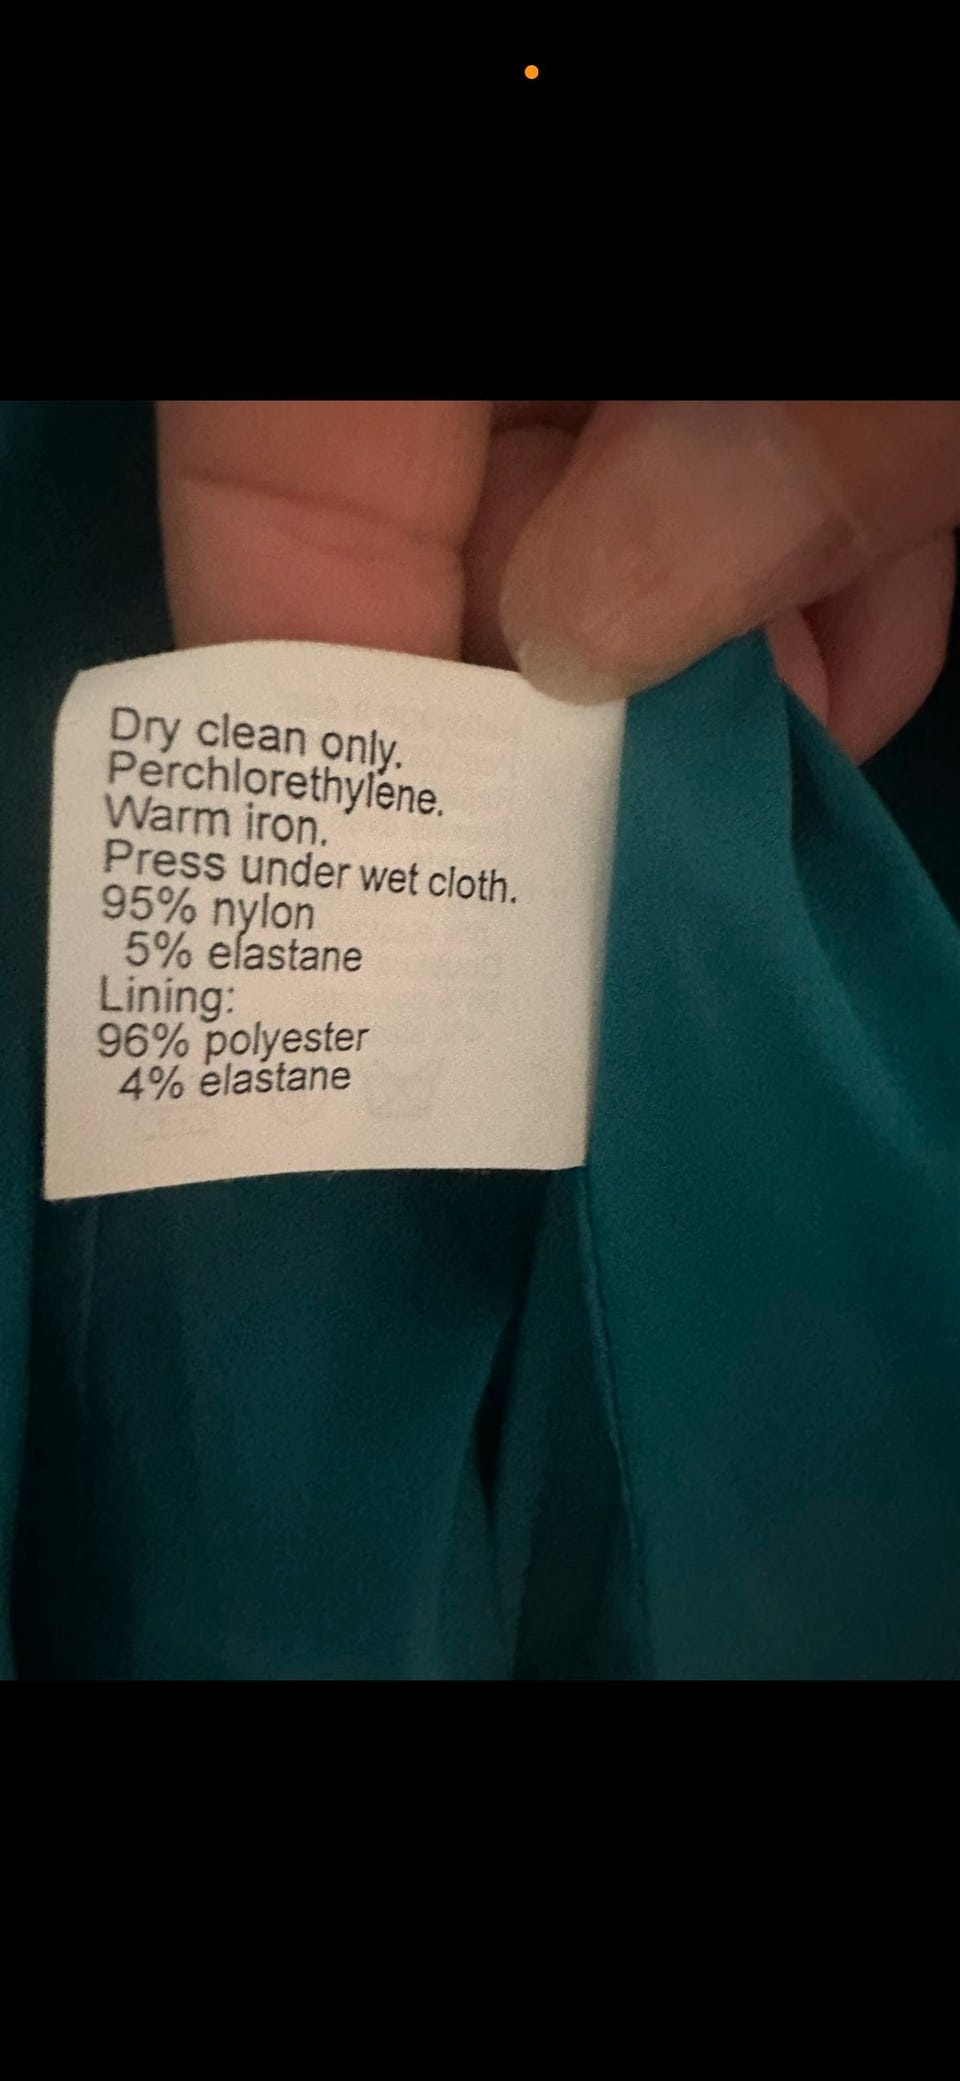 Dry clean only.
Perchlorethylene.
Warm iron.
Press under wet cloth.
95% nylon
5% elastane
Lining:
96% polyester
4% elastane